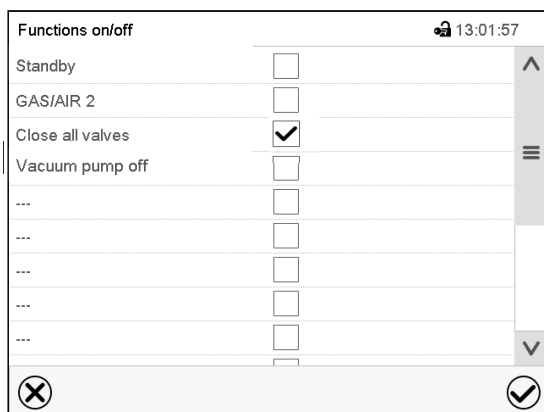 Functions on/off 13:01:57
Standby
GAS/AIR 2
Close all valves
Vacuum pump off
---
---
---
---
---